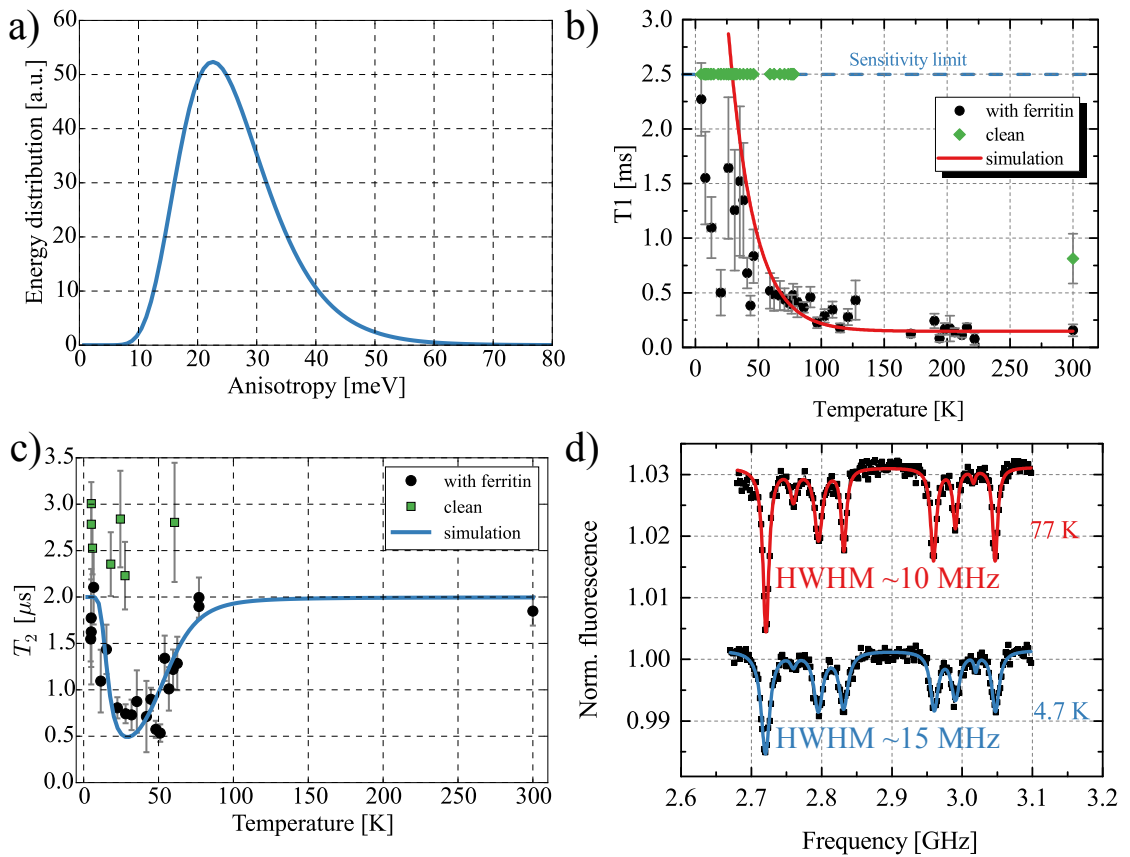 a)
Energy distribution [a.u.]
60
50
40
30
20
10
0
0 10 20 30 40 50 60 70 80
Anisotropy [meV]
b)
T1 [ms]
3.0
2.5
2.0
1.5
1.0
0.5
0.0
Sensitivity limit
with ferritin
clean
simulation
0 50 100 150 200 250 300
Temperature [K]
c)
T2 [μs]
3.5
3.0
2.5
2.0
1.5
1.0
0.5
0.0
with ferritin
clean
simulation
0 50 100 150 200 250 300
Temperature [K]
d)
Norm. fluorescence
1.03
1.02
1.01
1.00
0.99
77 K
HWHM ~10 MHz
4.7 K
HWHM ~15 MHz
2.6 2.7 2.8 2.9 3.0 3.1 3.2
Frequency [GHz]